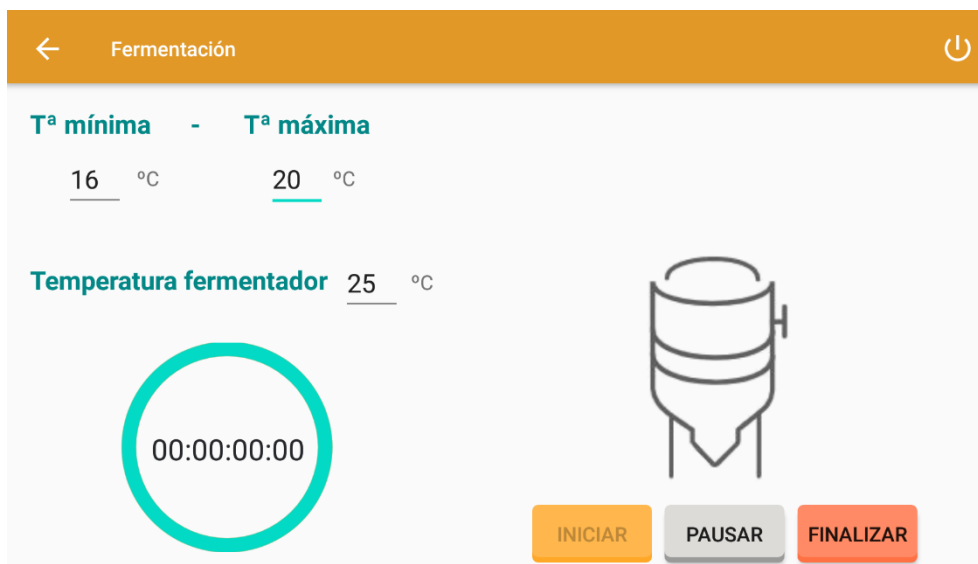 Fermentación
Tª mínima - Tª máxima
16 ºC 20 ºC
Temperatura fermentador 25 ºC
00:00:00:00
INICIAR PAUSAR FINALIZAR